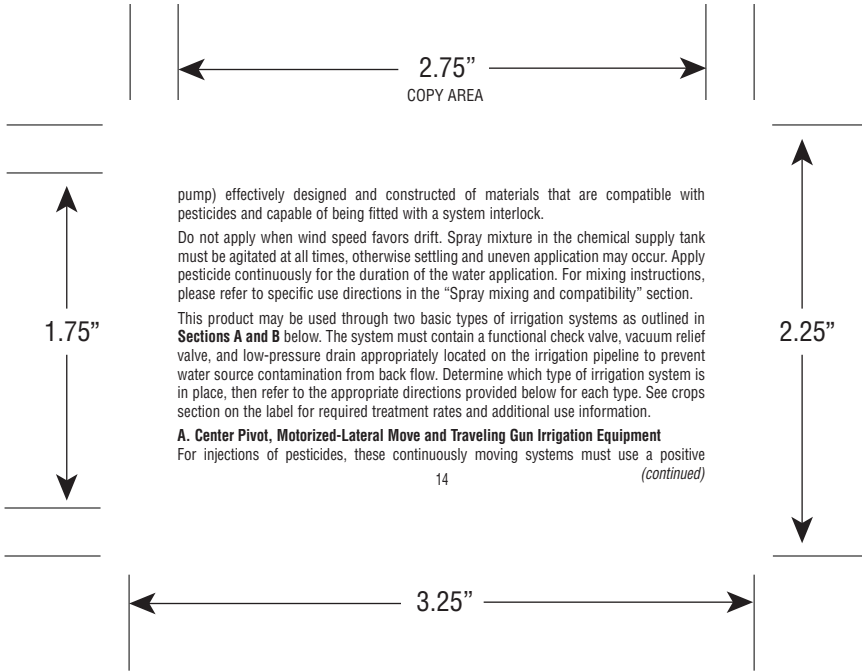 2.75”
COPY AREA
pump) effectively designed and constructed of materials that are compatible with
pesticides and capable of being fitted with a system interlock.
Do not apply when wind speed favors drift. Spray mixture in the chemical supply tank
must be agitated at all times, otherwise settling and uneven application may occur. Apply
pesticide continuously for the duration of the water application. For mixing instructions,
please refer to specific use directions in the “Spray mixing and compatibility” section.
This product may be used through two basic types of irrigation systems as outlined in
Sections A and B below. The system must contain a functional check valve, vacuum relief
valve, and low-pressure drain appropriately located on the irrigation pipeline to prevent
water source contamination from back flow. Determine which type of irrigation system is
in place, then refer to the appropriate directions provided below for each type. See crops
section on the label for required treatment rates and additional use information.
A. Center Pivot, Motorized-Lateral Move and Traveling Gun Irrigation Equipment
For injections of pesticides, these continuously moving systems must use a positive
(continued)
14
1.75”
2.25”
3.25”